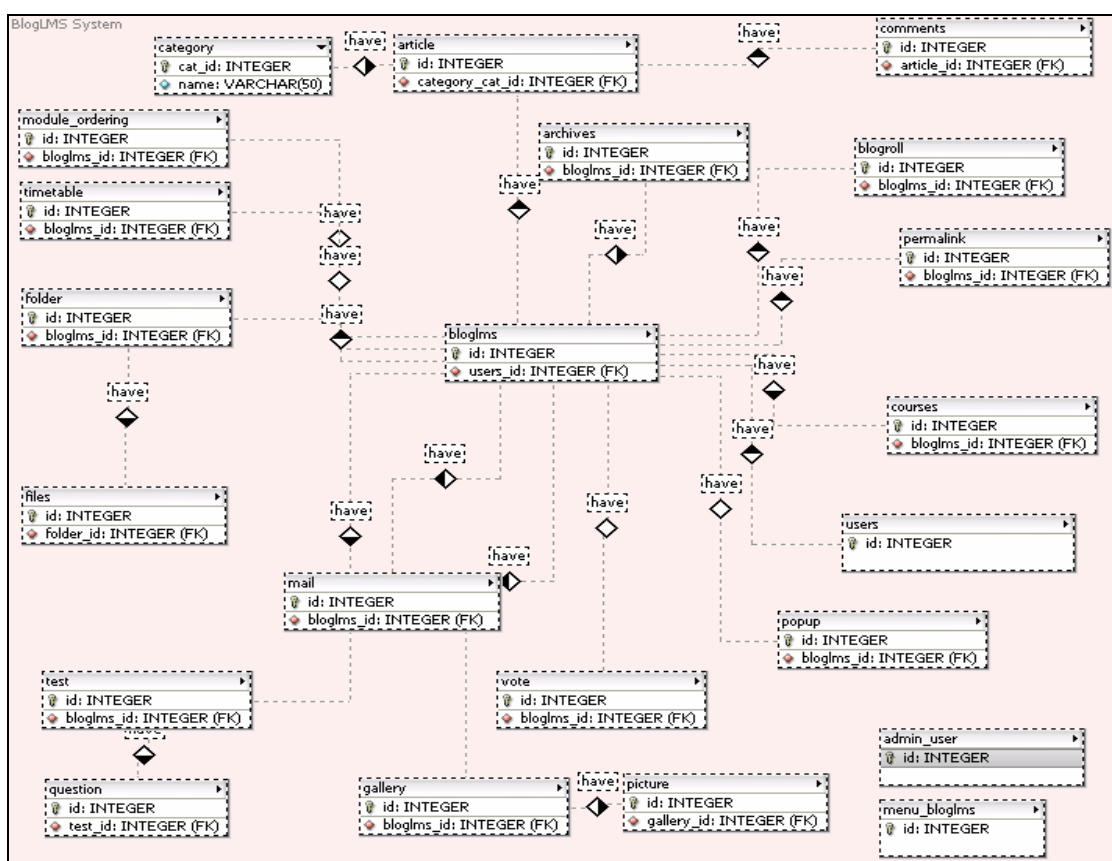 BlogLMS System
category
cat_id: INTEGER
name: VARCHAR(50)
have
article
id: INTEGER
category_cat_id: INTEGER (FK)
have
comments
id: INTEGER
article_id: INTEGER (FK)
module_ordering
id: INTEGER
bloglms_id: INTEGER (FK)
archives
id: INTEGER
bloglms_id: INTEGER (FK)
blogroll
id: INTEGER
bloglms_id: INTEGER (FK)
timetable
id: INTEGER
bloglms_id: INTEGER (FK)
have
have
have
have
permalink
id: INTEGER
bloglms_id: INTEGER (FK)
have
have
folder
id: INTEGER
bloglms_id: INTEGER (FK)
have
bloglms
id: INTEGER
users_id: INTEGER (FK)
have
have
courses
id: INTEGER
bloglms_id: INTEGER (FK)
have
have
have
have
files
id: INTEGER
folder_id: INTEGER (FK)
have
users
id: INTEGER
have
mail
id: INTEGER
bloglms_id: INTEGER (FK)
popup
id: INTEGER
bloglms_id: INTEGER (FK)
test
id: INTEGER
bloglms_id: INTEGER (FK)
have
vote
id: INTEGER
bloglms_id: INTEGER (FK)
admin_user
id: INTEGER
question
id: INTEGER
test_id: INTEGER (FK)
gallery
id: INTEGER
bloglms_id: INTEGER (FK)
have
picture
id: INTEGER
gallery_id: INTEGER (FK)
menu_bloglms
id: INTEGER